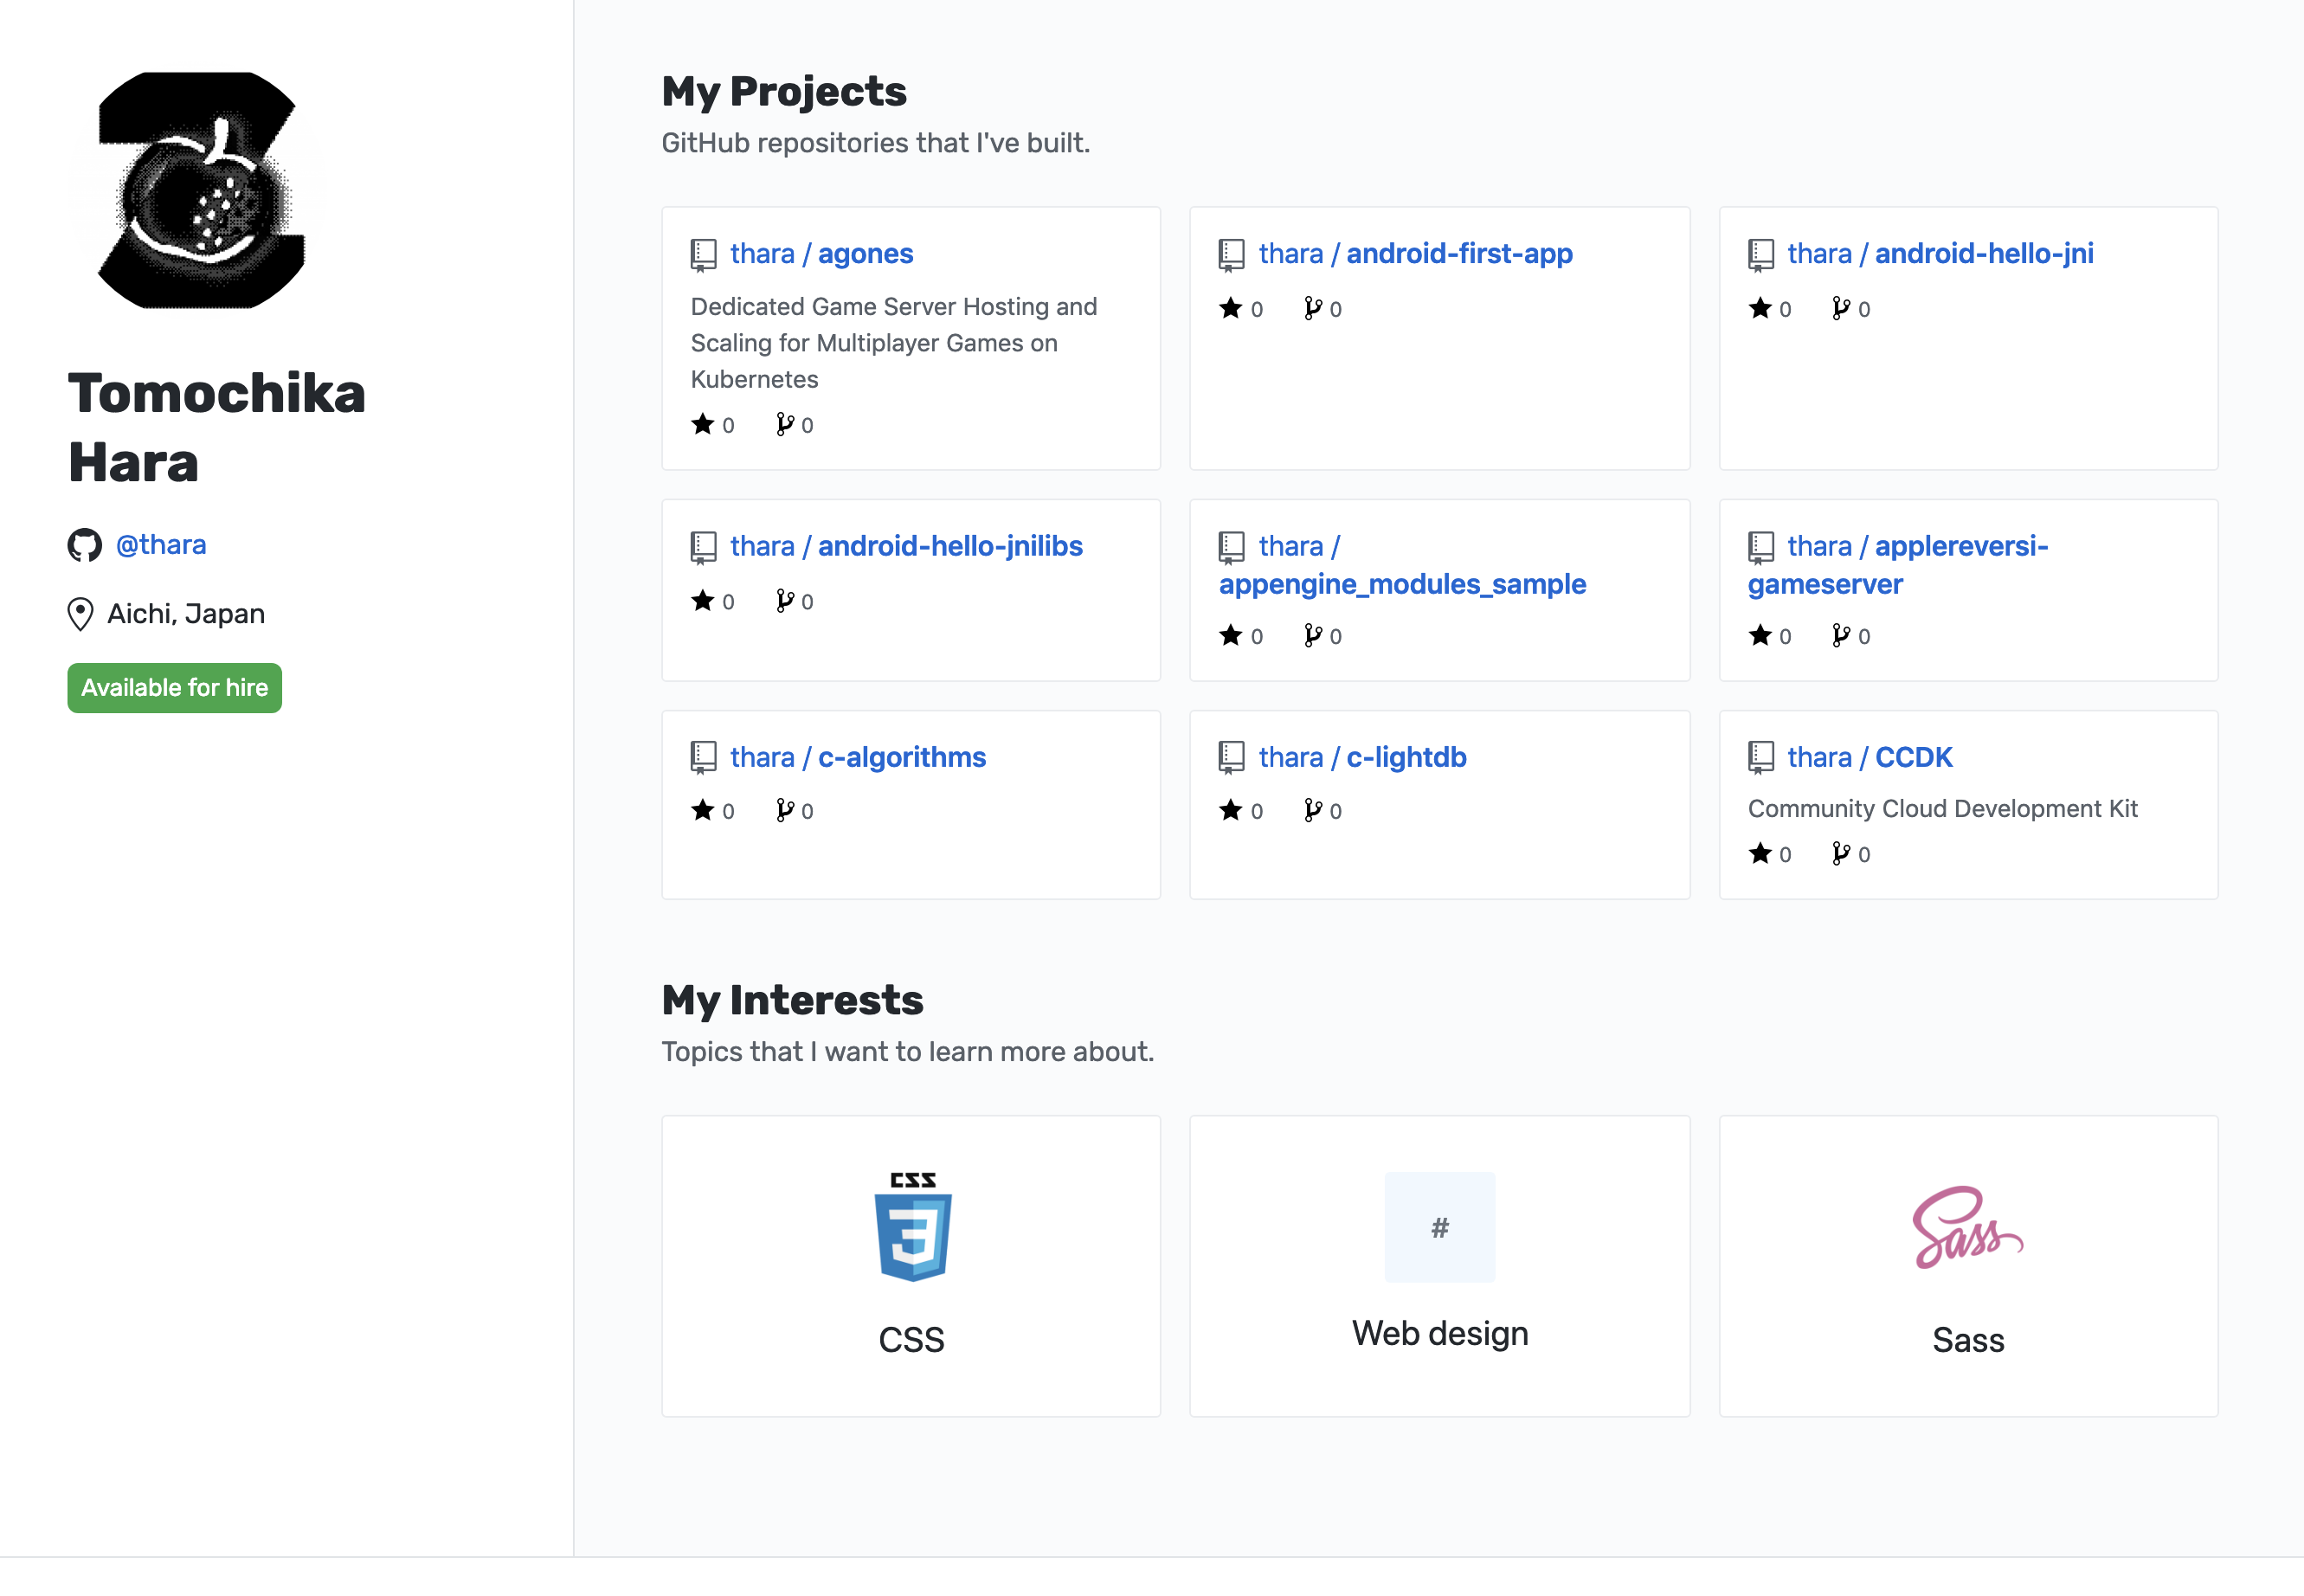 Tomochika
Hara
@thara
Aichi, Japan
Available for hire
My Projects
GitHub repositories that I've built.
thara / agones
Dedicated Game Server Hosting and
Scaling for Multiplayer Games on
Kubernetes
0 0
thara / android-first-app
0 0
thara / android-hello-jni
0 0
thara / android-hello-jnilibs
0 0
thara /
appengine_modules_sample
0 0
thara / applereversi-
gameserver
0 0
thara / c-algorithms
0 0
thara / c-lightdb
0 0
thara / CCDK
Community Cloud Development Kit
0 0
My Interests
Topics that I want to learn more about.
CSS
3
CSS
#
Web design
Sass
Sass